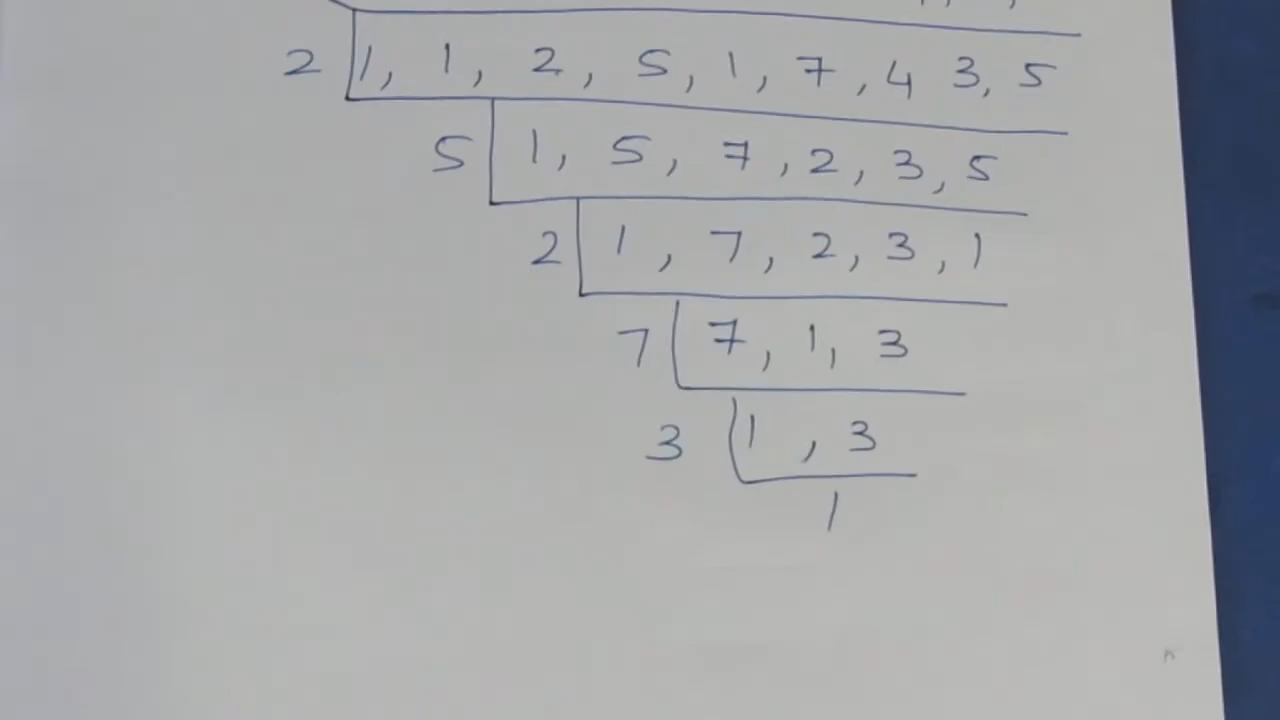 2 1, 1, 2, 5, 1, 7, 4 3, 5
5 1, 5, 7, 2, 3, 5
2 1, 7, 2, 3, 1
7 7, 1, 3
3 1, 3
1